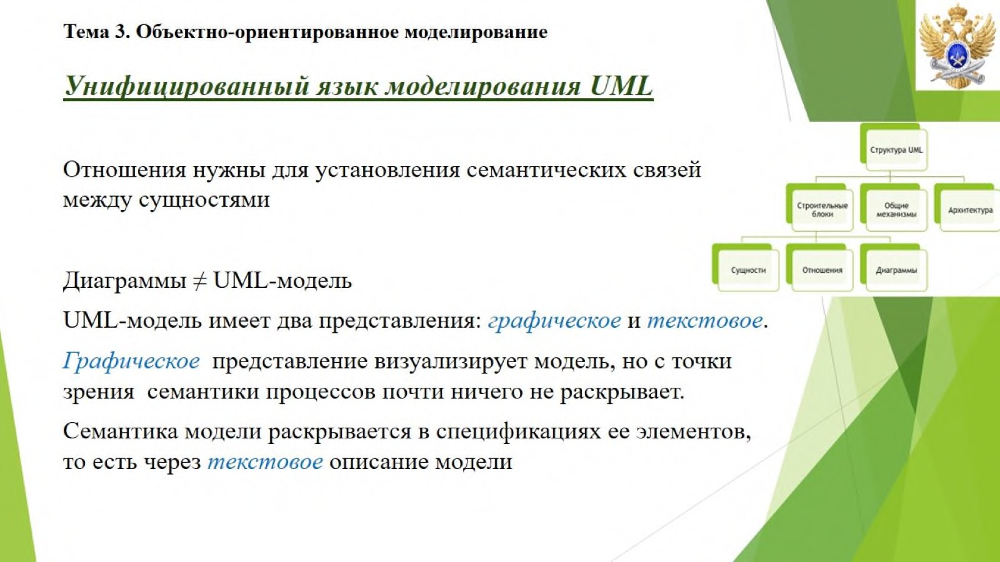 Тема 3. Объектно-ориентированное моделирование
Унифицированный язык моделирования UML
Отношения нужны для установления семантических связей
между сущностями
Диаграммы ≠ UML-модель
UML-модель имеет два представления: графическое и текстовое.
Графическое представление визуализирует модель, но с точки
зрения семантики процессов почти ничего не раскрывает.
Семантика модели раскрывается в спецификациях ее элементов,
то есть через текстовое описание модели
Структура UML
Строительные
блоки
Общие
механизмы
Архитектура
Сущности
Отношения
Диаграммы